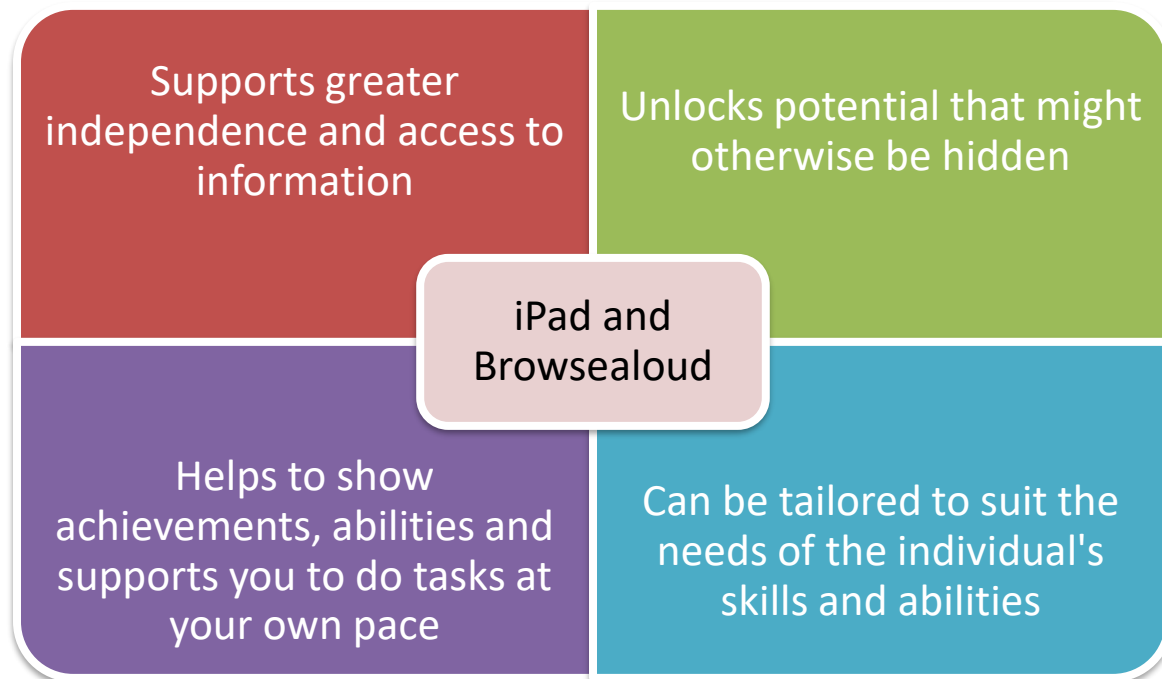 Supports greater
independence and access to
information
Unlocks potential that might
otherwise be hidden
iPad and
Browsealoud
Helps to show
achievements, abilities and
supports you to do tasks at
your own pace
Can be tailored to suit the
needs of the individual's
skills and abilities